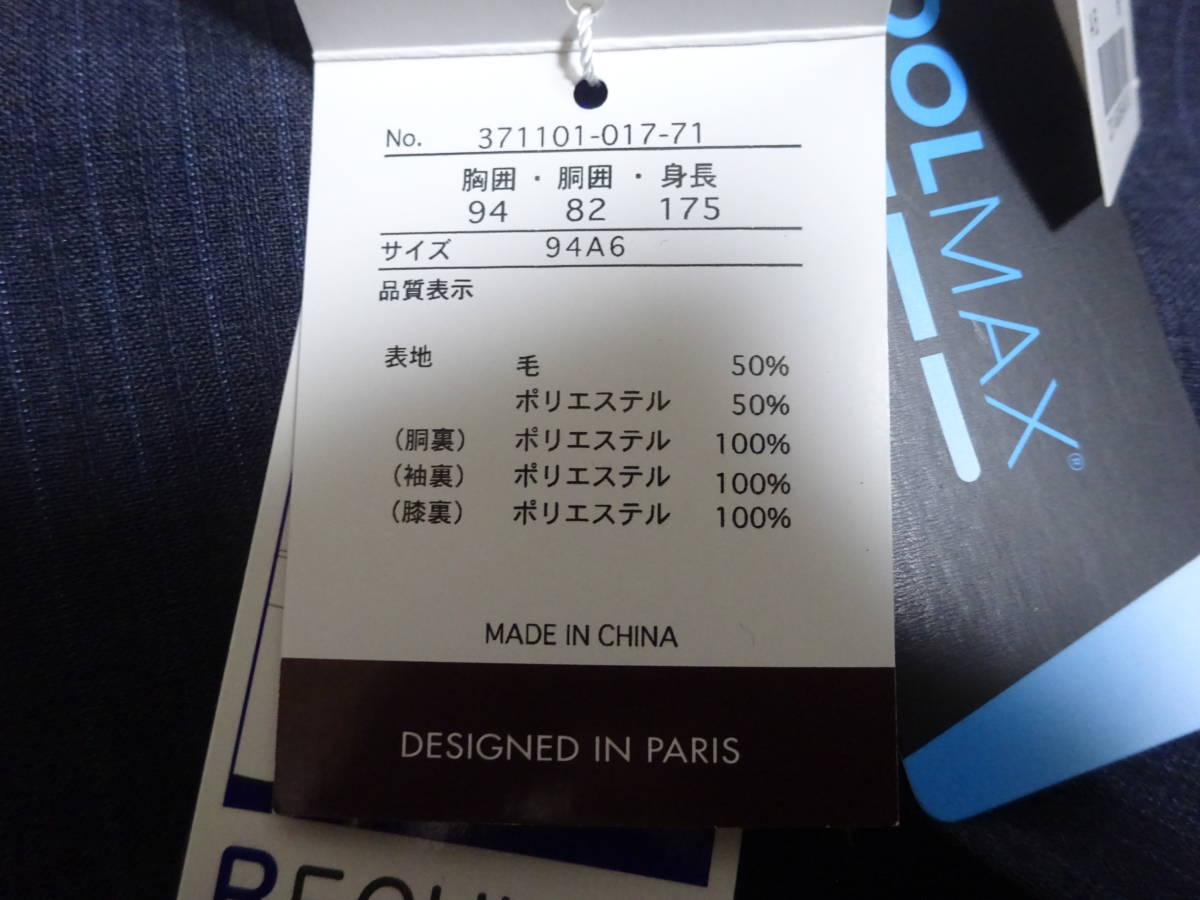 No. 371101-017-71
胸囲・胴囲・身長
94 82 175
サイズ 94A6
品質表示
表地 毛 50%
ポリエステル 50%
（胴裏） ポリエステル 100%
（袖裏） ポリエステル 100%
（膝裏） ポリエステル 100%
MADE IN CHINA
DESIGNED IN PARIS
OOLMAX®